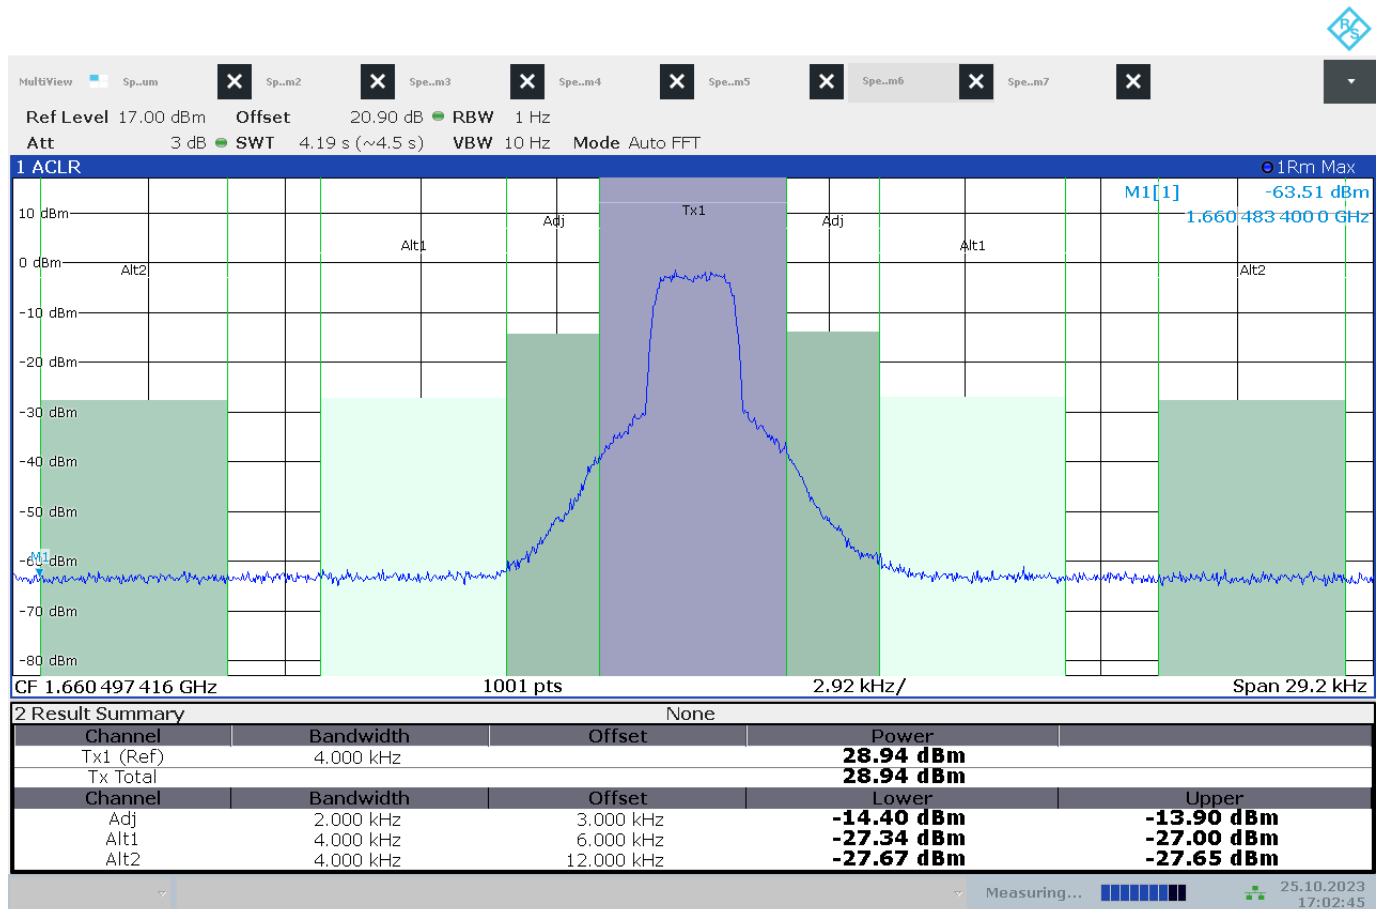 R&S
MultiView Sp..um Sp..m2 Spe..m3 Spe..m4 Spe..m5 Spe..m6 Spe..m7
Ref Level 17.00 dBm Offset 20.90 dB RBW 1 Hz
Att 3 dB SWT 4.19 s (~4.5 s) VBW 10 Hz Mode Auto FFT
1 ACLR 1Rm Max
M1[1] -63.51 dBm
1.660 483 400 0 GHz
10 dBm
Adj Tx1 Adj
Alt1 Alt1
0 dBm
Alt2 Alt2
-10 dBm
-20 dBm
-30 dBm
-40 dBm
-50 dBm
M1
-60 dBm
-70 dBm
-80 dBm
CF 1.660 497 416 GHz 1001 pts 2.92 kHz/ Span 29.2 kHz
2 Result Summary None
Channel Bandwidth Offset Power
Tx1 (Ref) 4.000 kHz 28.94 dBm
Tx Total 28.94 dBm
Channel Bandwidth Offset Lower Upper
Adj 2.000 kHz 3.000 kHz -14.40 dBm -13.90 dBm
Alt1 4.000 kHz 6.000 kHz -27.34 dBm -27.00 dBm
Alt2 4.000 kHz 12.000 kHz -27.67 dBm -27.65 dBm
Measuring... 25.10.2023
17:02:45